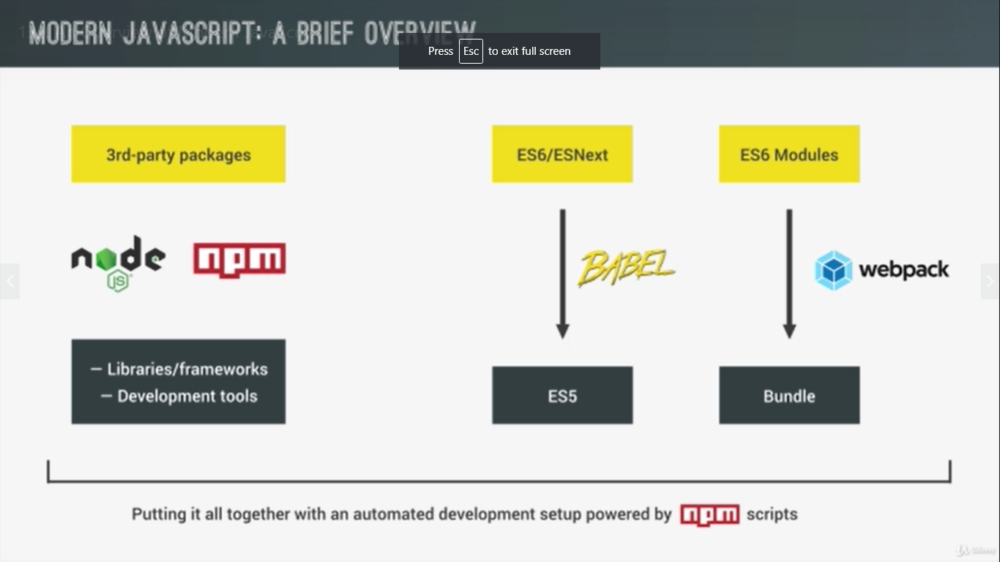 MODERN JAVASCRIPT: A BRIEF OVERVIEW
Press Esc to exit full screen
3rd-party packages
ES6/ESNext
ES6 Modules
node
JS
npm
BABEL
webpack
— Libraries/frameworks
— Development tools
ES5
Bundle
Putting it all together with an automated development setup powered by npm scripts
Udemy